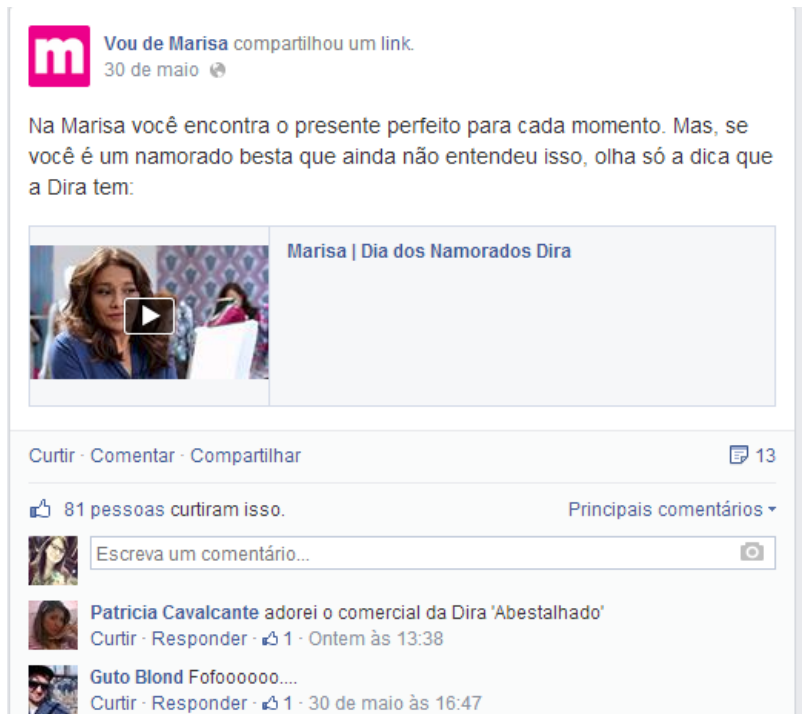 m
Vou de Marisa compartilhou um link.
30 de maio
Na Marisa você encontra o presente perfeito para cada momento. Mas, se
você é um namorado besta que ainda não entendeu isso, olha só a dica que
a Dira tem:
Marisa | Dia dos Namorados Dira
Curtir · Comentar · Compartilhar
13
81 pessoas curtiram isso.
Principais comentários
Escreva um comentário...
Patricia Cavalcante adorei o comercial da Dira 'Abestalhado'
Curtir · Responder · 1 · Ontem às 13:38
Guto Blond Fofoooooo....
Curtir · Responder · 1 · 30 de maio às 16:47